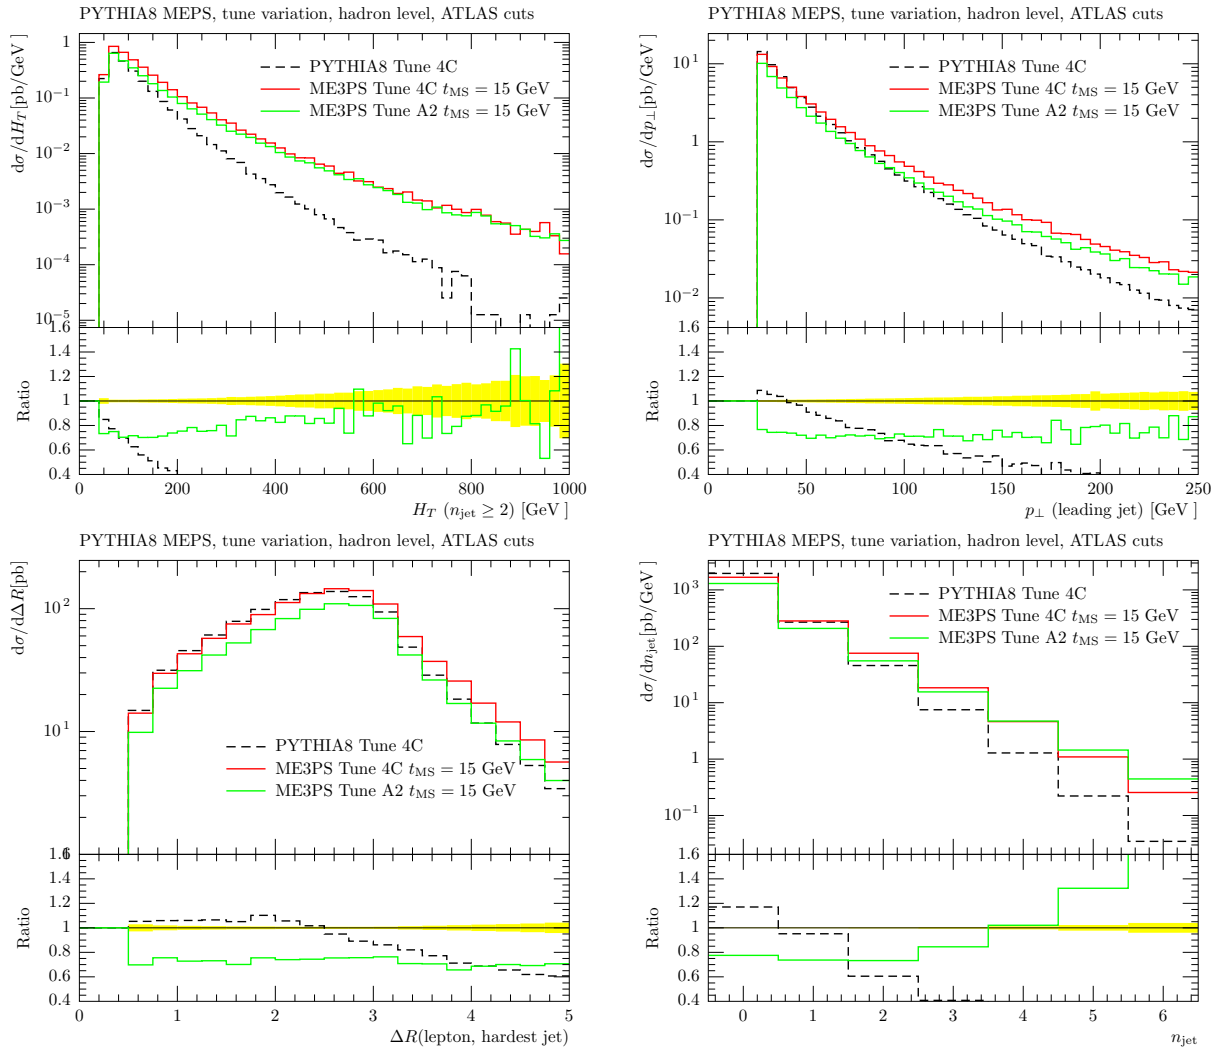 PYTHIA8 MEPS, tune variation, hadron level, ATLAS cuts
dσ/dH_T [pb/GeV]
1
10^−1
10^−2
10^−3
10^−4
10^−5
PYTHIA8 Tune 4C
ME3PS Tune 4C t_MS = 15 GeV
ME3PS Tune A2 t_MS = 15 GeV
Ratio
1.6
1.4
1.2
1
0.8
0.6
0.4
0 200 400 600 800 1000
H_T (n_jet ≥ 2) [GeV ]
PYTHIA8 MEPS, tune variation, hadron level, ATLAS cuts
dσ/dp_⊥ [pb/GeV]
10^1
1
10^−1
10^−2
PYTHIA8 Tune 4C
ME3PS Tune 4C t_MS = 15 GeV
ME3PS Tune A2 t_MS = 15 GeV
Ratio
1.6
1.4
1.2
1
0.8
0.6
0.4
0 50 100 150 200 250
p_⊥ (leading jet) [GeV ]
PYTHIA8 MEPS, tune variation, hadron level, ATLAS cuts
dσ/dΔR[pb]
10^2
10^1
PYTHIA8 Tune 4C
ME3PS Tune 4C t_MS = 15 GeV
ME3PS Tune A2 t_MS = 15 GeV
Ratio
1.4
1.2
1
0.8
0.6
0.4
0 1 2 3 4 5
ΔR(lepton, hardest jet)
PYTHIA8 MEPS, tune variation, hadron level, ATLAS cuts
dσ/dn_jet[pb/GeV]
10^3
10^2
10^1
1
10^−1
PYTHIA8 Tune 4C
ME3PS Tune 4C t_MS = 15 GeV
ME3PS Tune A2 t_MS = 15 GeV
Ratio
1.6
1.4
1.2
1
0.8
0.6
0.4
0 1 2 3 4 5 6
n_jet